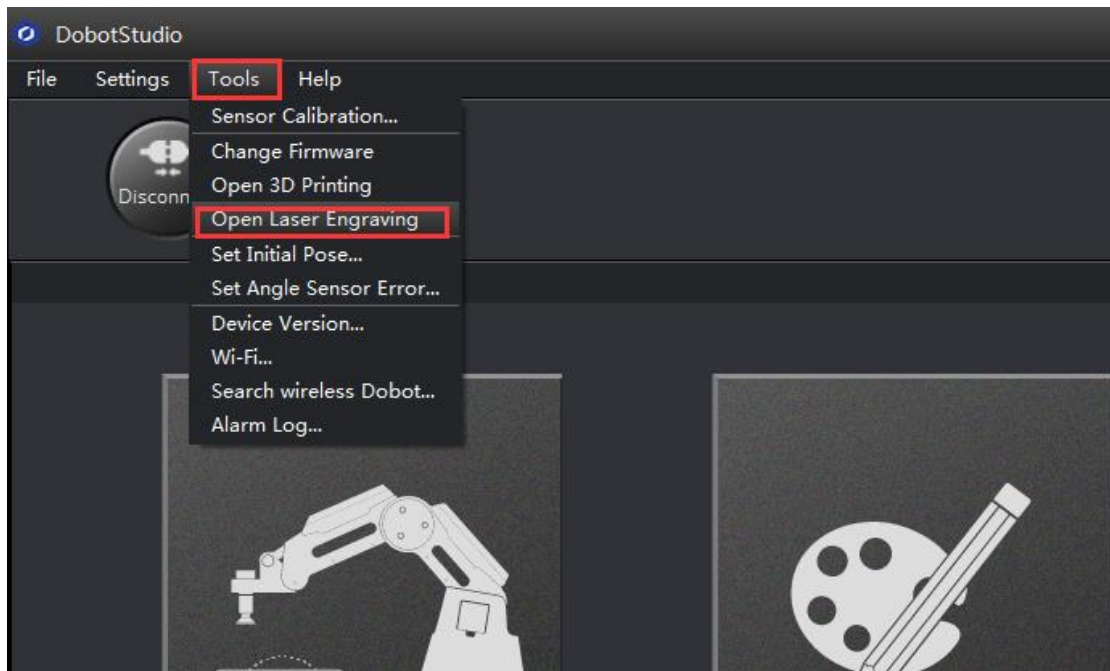 DobotStudio
File Settings Tools Help
Sensor Calibration...
Change Firmware
Disconn
Open 3D Printing
Open Laser Engraving
Set Initial Pose...
Set Angle Sensor Error...
Device Version...
Wi-Fi...
Search wireless Dobot...
Alarm Log...